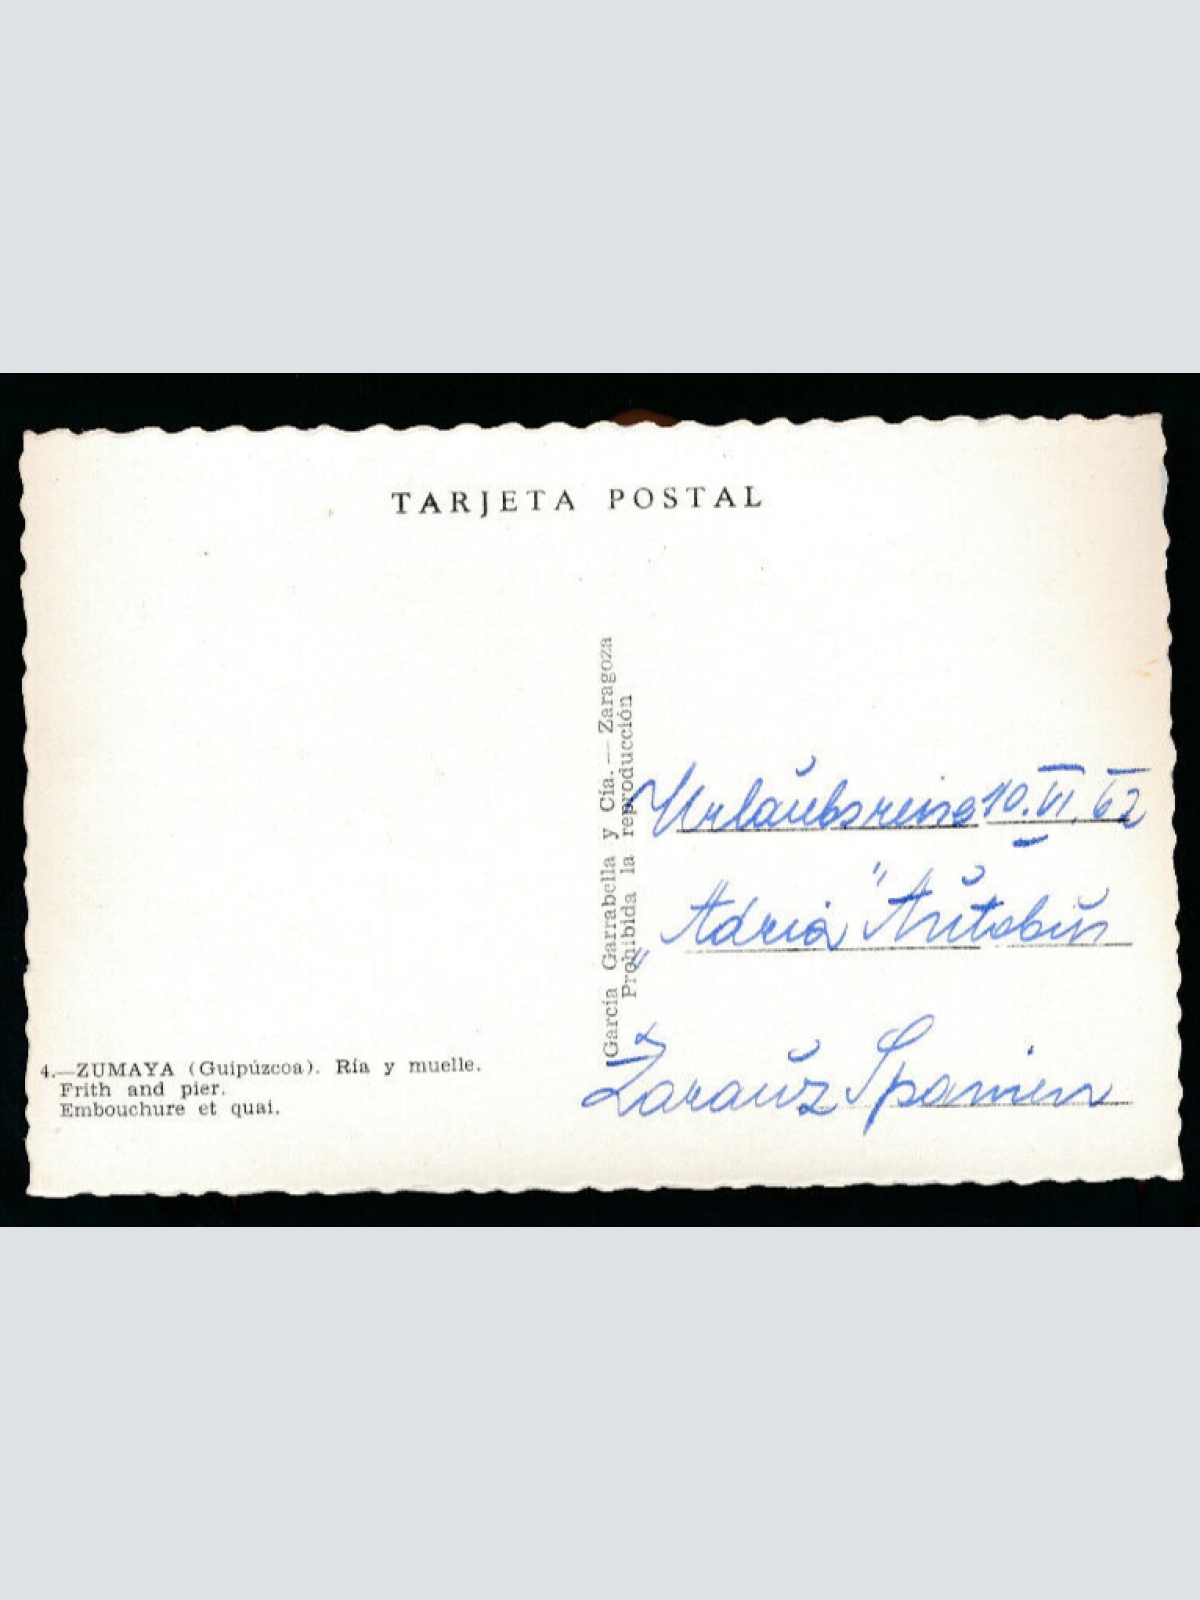 TARJETA POSTAL
García Garrabella y Cía. — Zaragoza
Prohibida la reproducción
Urlaubsreise 10. VI. 62
"Adria" Autobus
Zarauz Spanien
4.—ZUMAYA (Guipúzcoa). Ría y muelle.
Frith and pier.
Embouchure et quai.